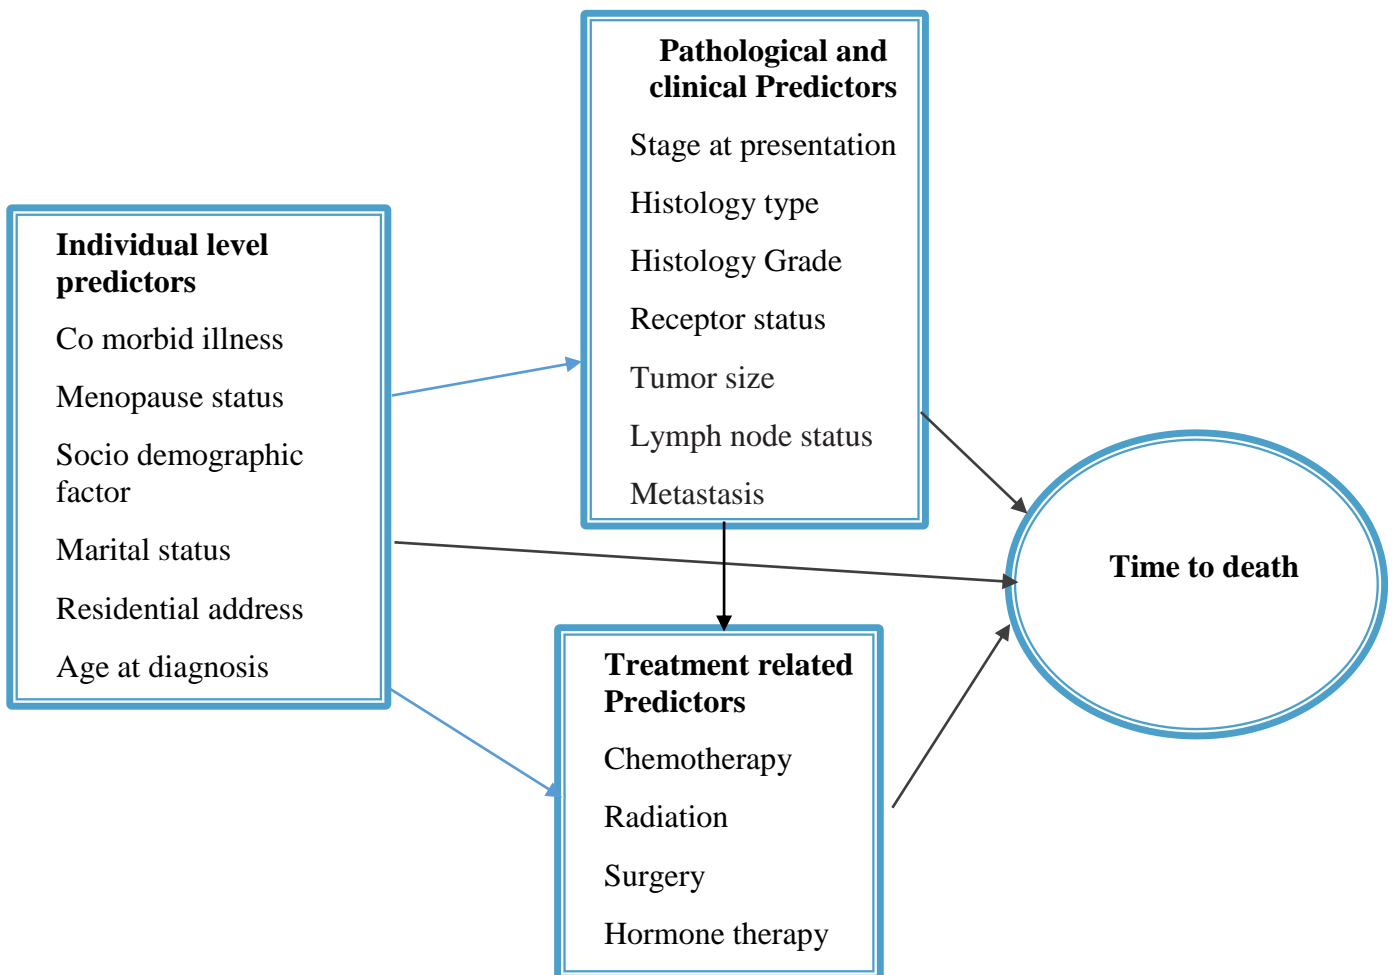 Pathological and
clinical Predictors
Stage at presentation
Histology type
Histology Grade
Receptor status
Tumor size
Lymph node status
Metastasis
Individual level
predictors
Co morbid illness
Menopause status
Socio demographic
factor
Marital status
Residential address
Age at diagnosis
Time to death
Treatment related
Predictors
Chemotherapy
Radiation
Surgery
Hormone therapy